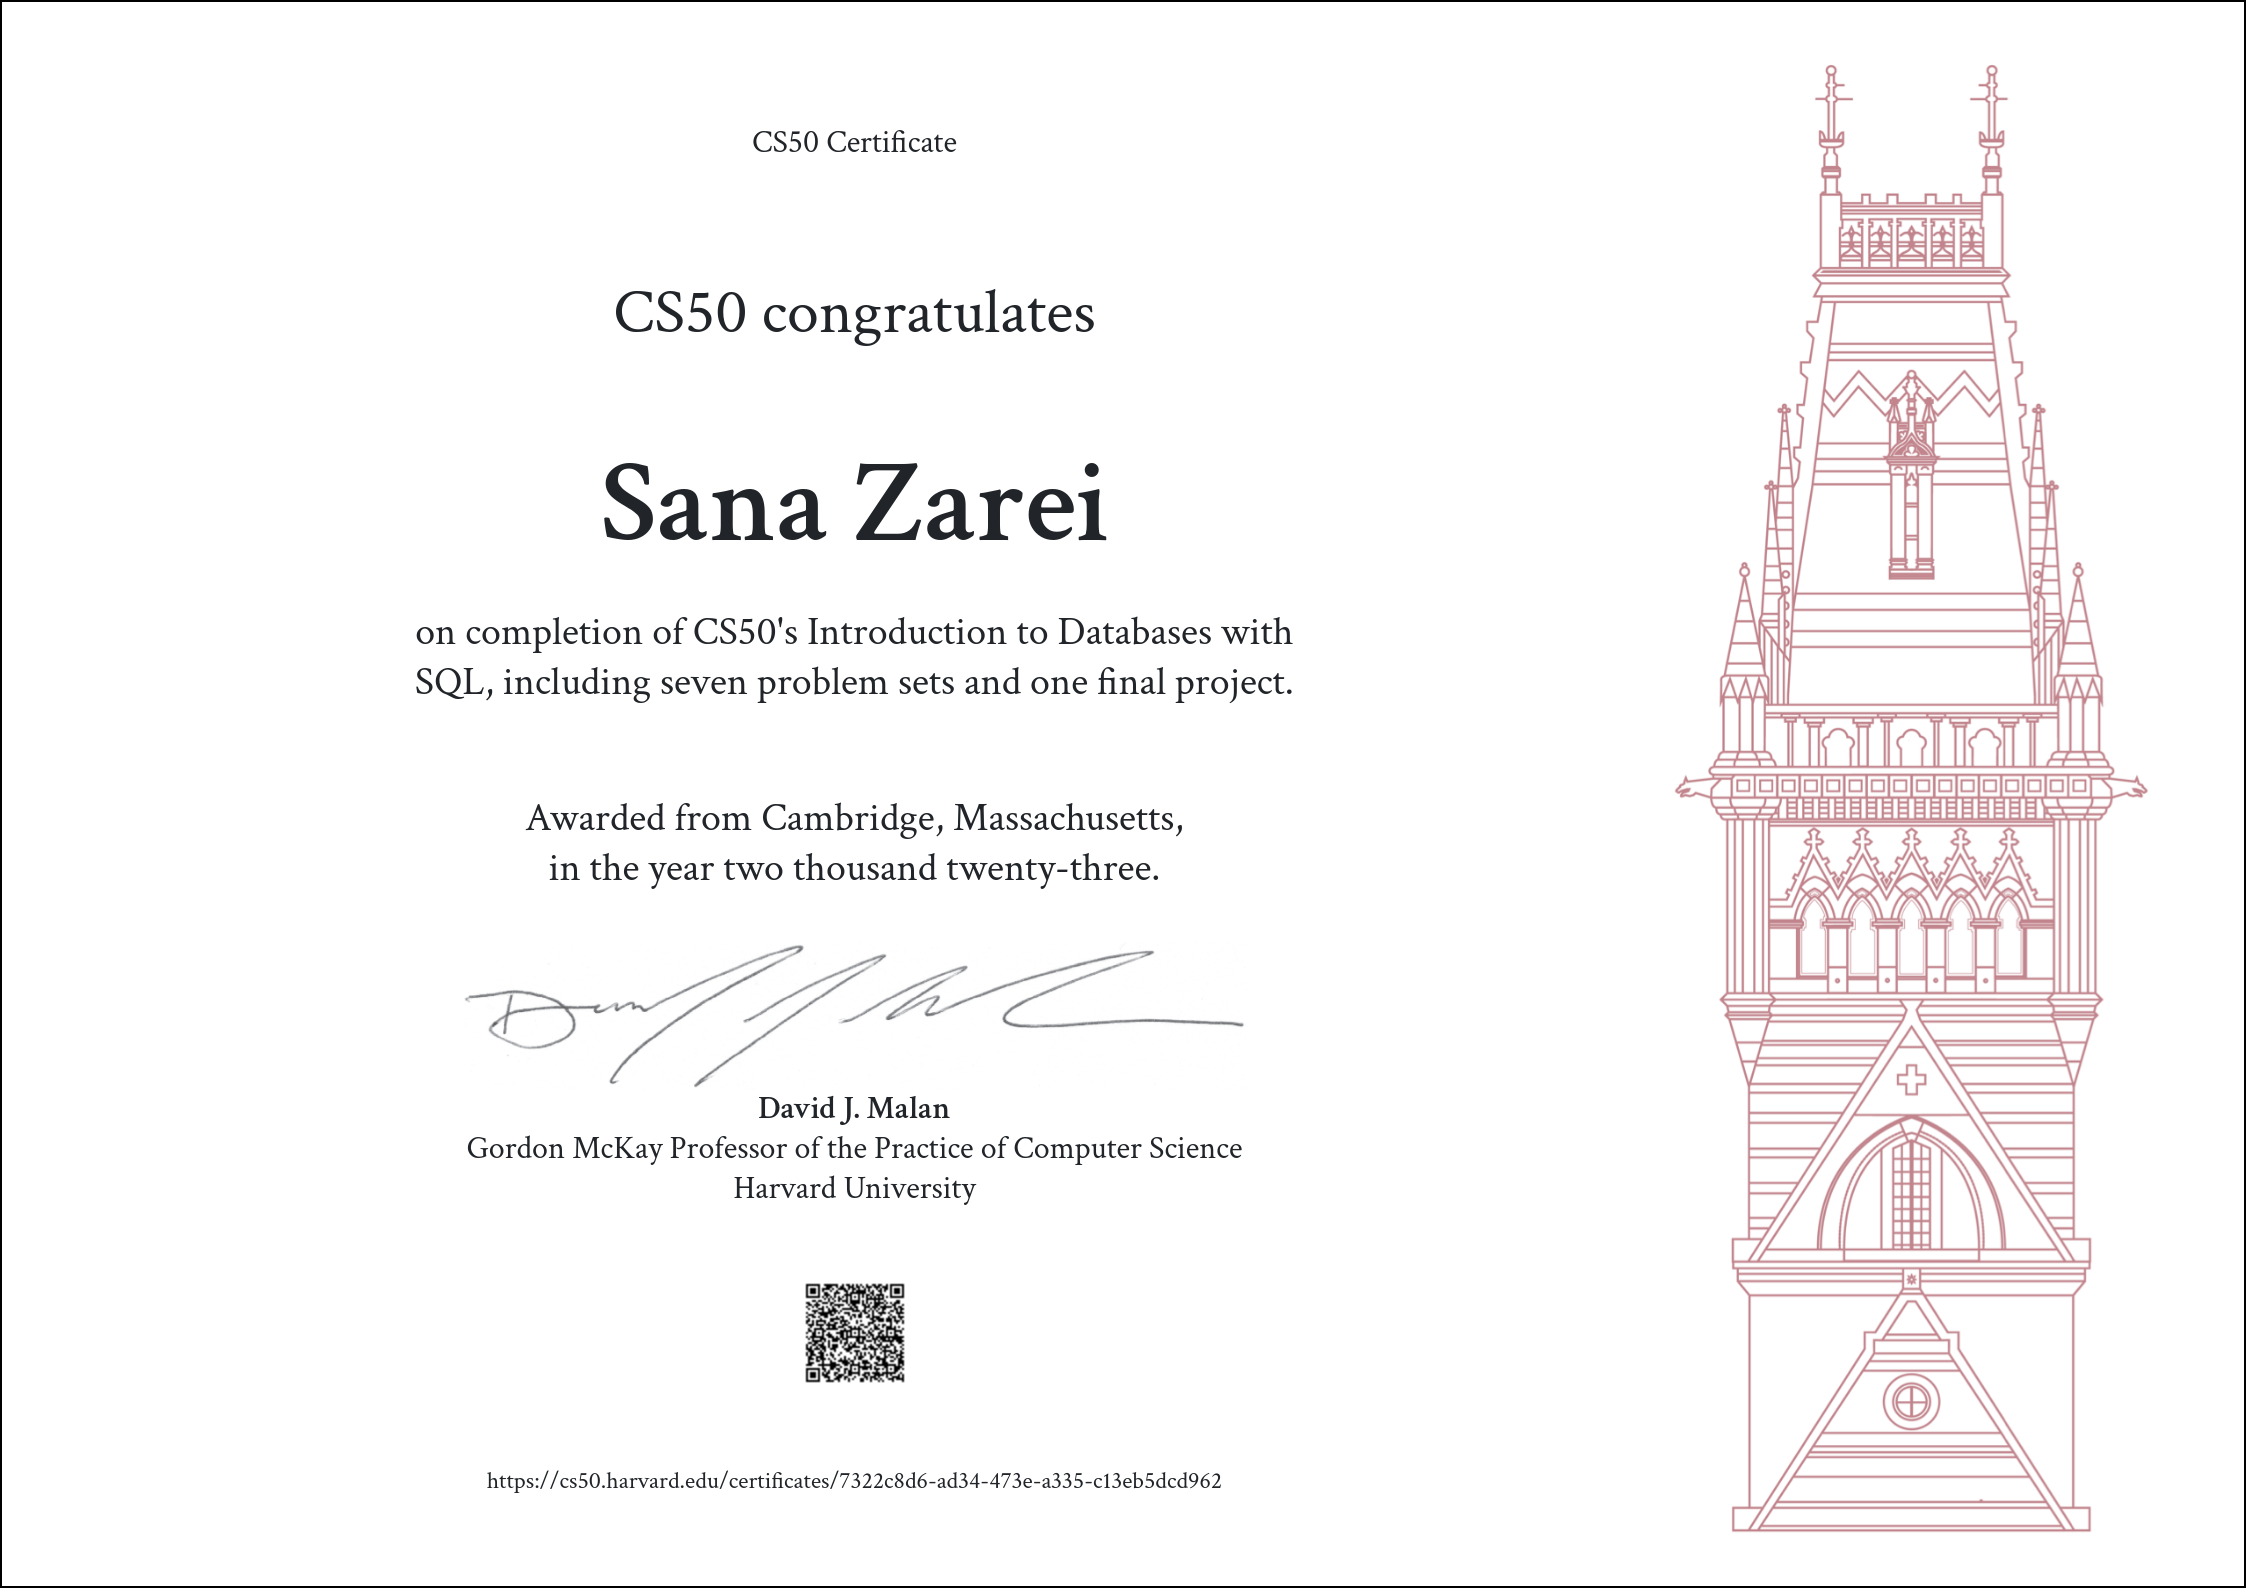 CS50 Certificate
CS50 congratulates
Sana Zarei
on completion of CS50's Introduction to Databases with
SQL, including seven problem sets and one final project.
Awarded from Cambridge, Massachusetts,
in the year two thousand twenty-three.
David J. Malan
Gordon McKay Professor of the Practice of Computer Science
Harvard University
https://cs50.harvard.edu/certificates/7322c8d6-ad34-473e-a335-c13eb5dcd962